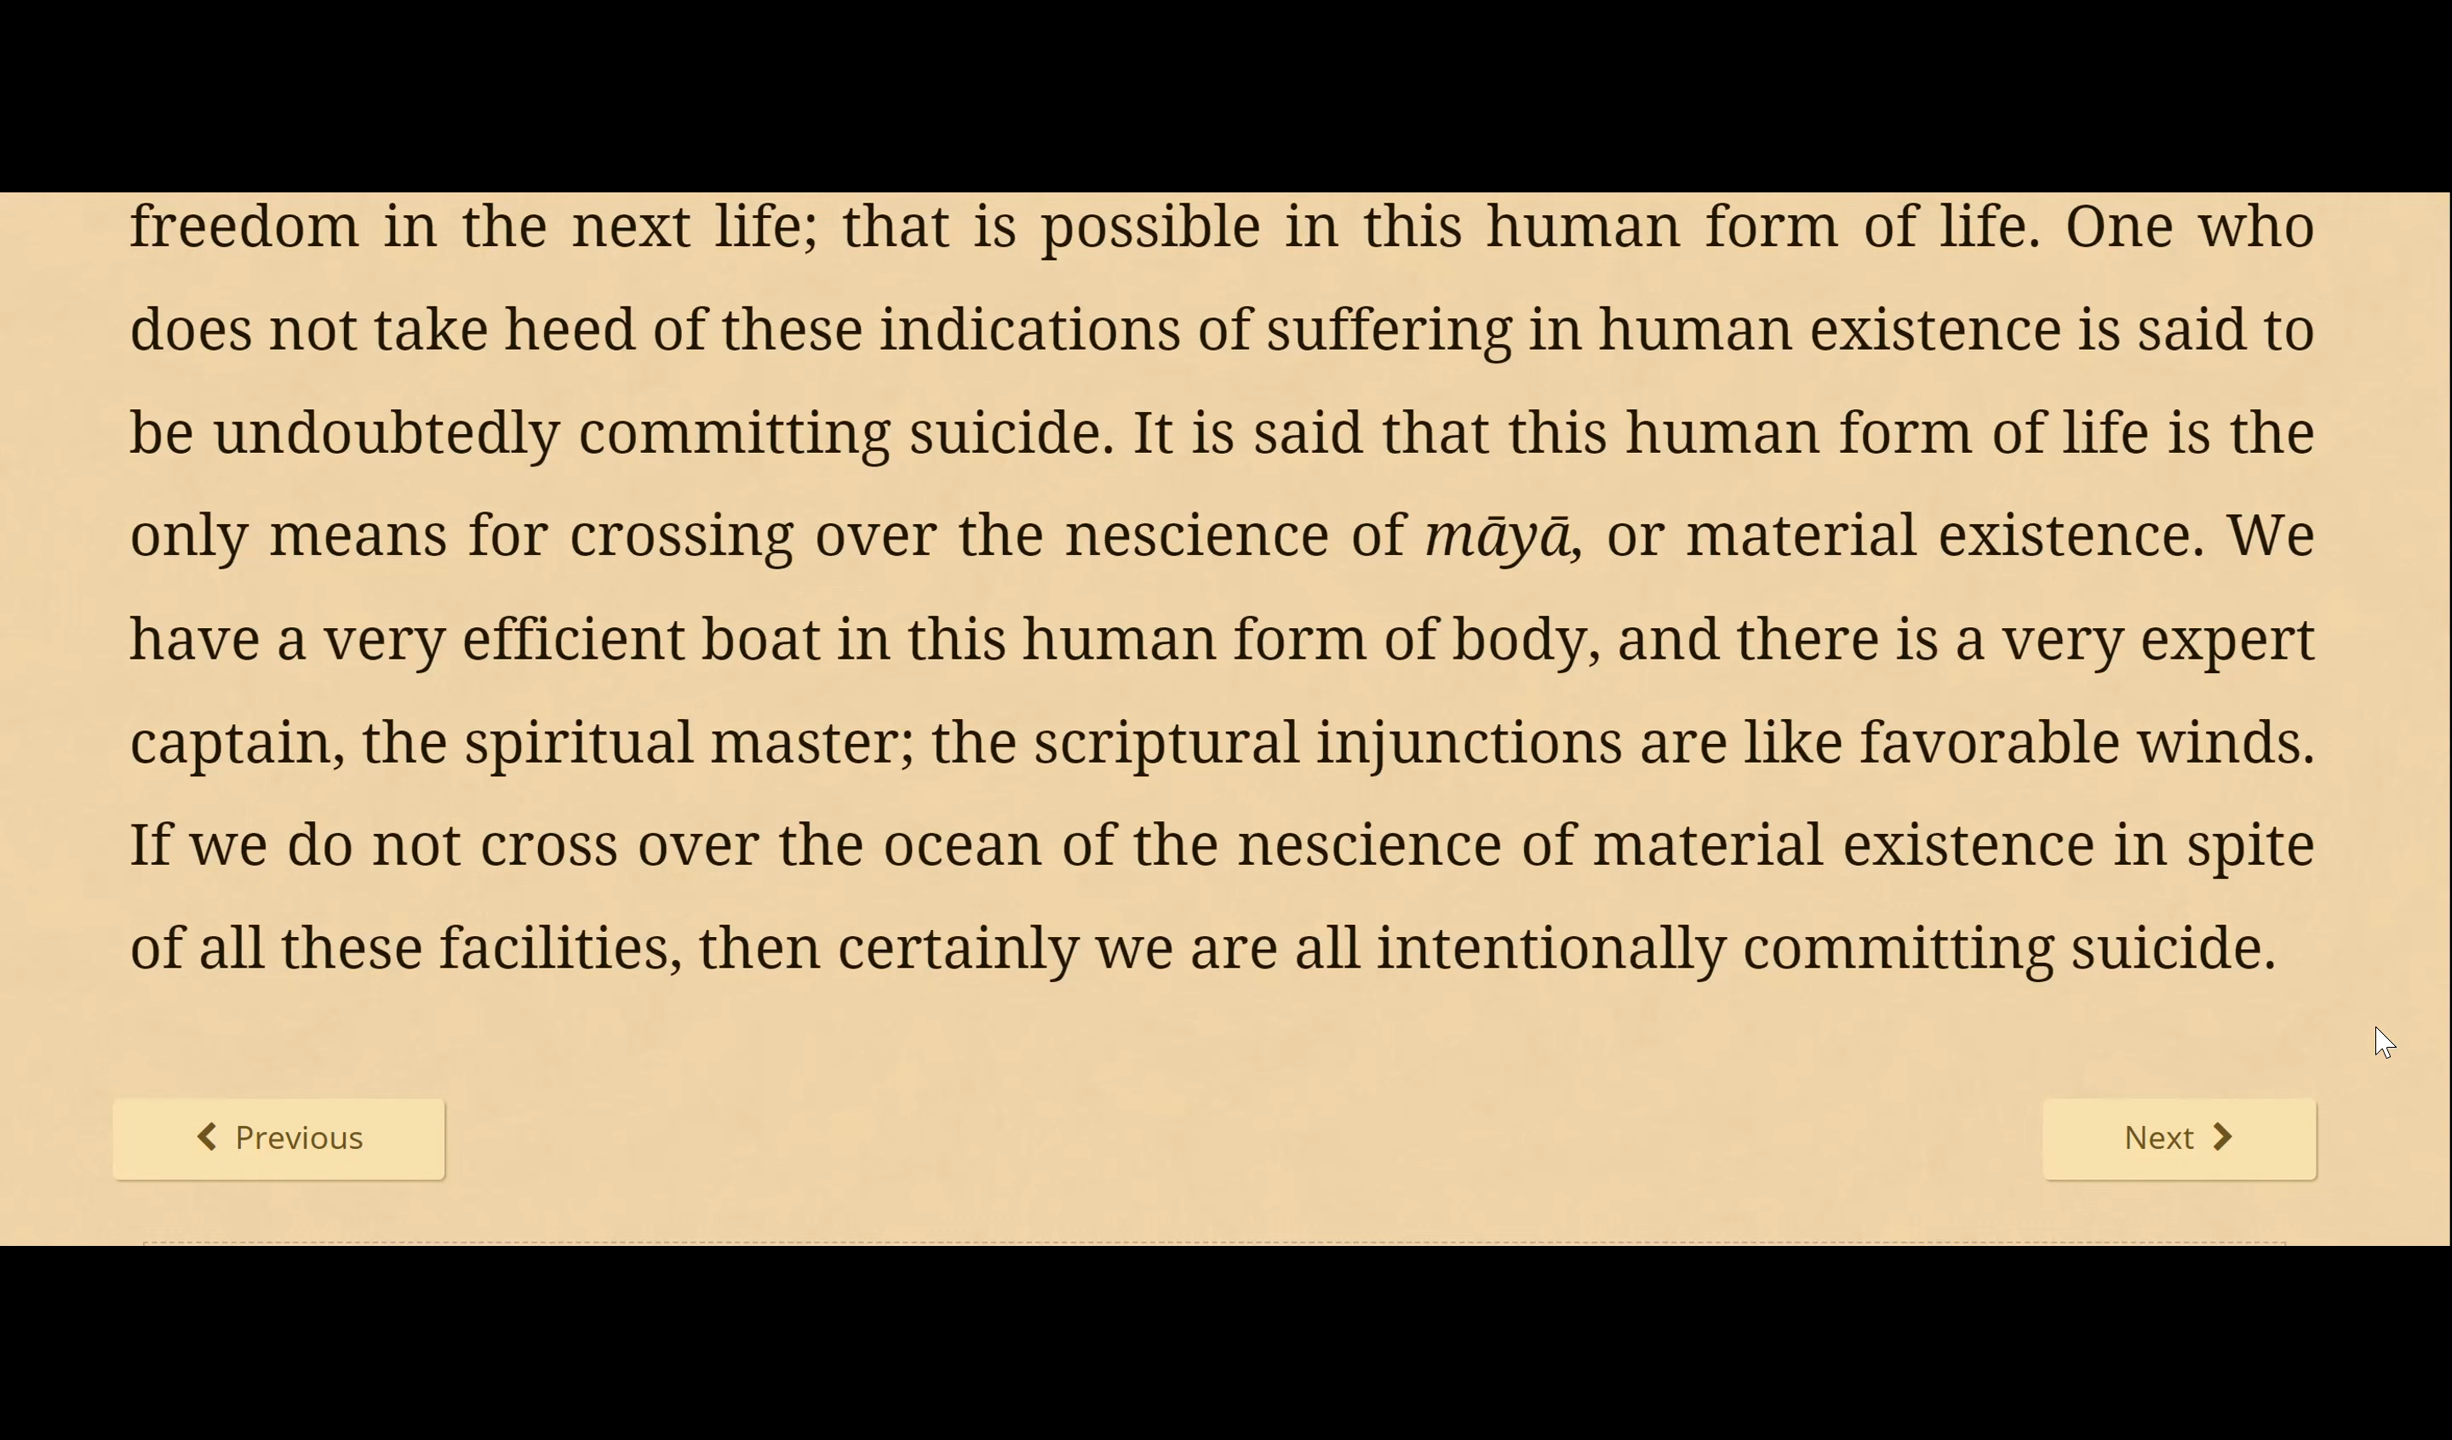 freedom in the next life; that is possible in this human form of life. One who
does not take heed of these indications of suffering in human existence is said to
be undoubtedly committing suicide. It is said that this human form of life is the
only means for crossing over the nescience of māyā, or material existence. We
have a very efficient boat in this human form of body, and there is a very expert
captain, the spiritual master; the scriptural injunctions are like favorable winds.
If we do not cross over the ocean of the nescience of material existence in spite
of all these facilities, then certainly we are all intentionally committing suicide.
Previous
Next